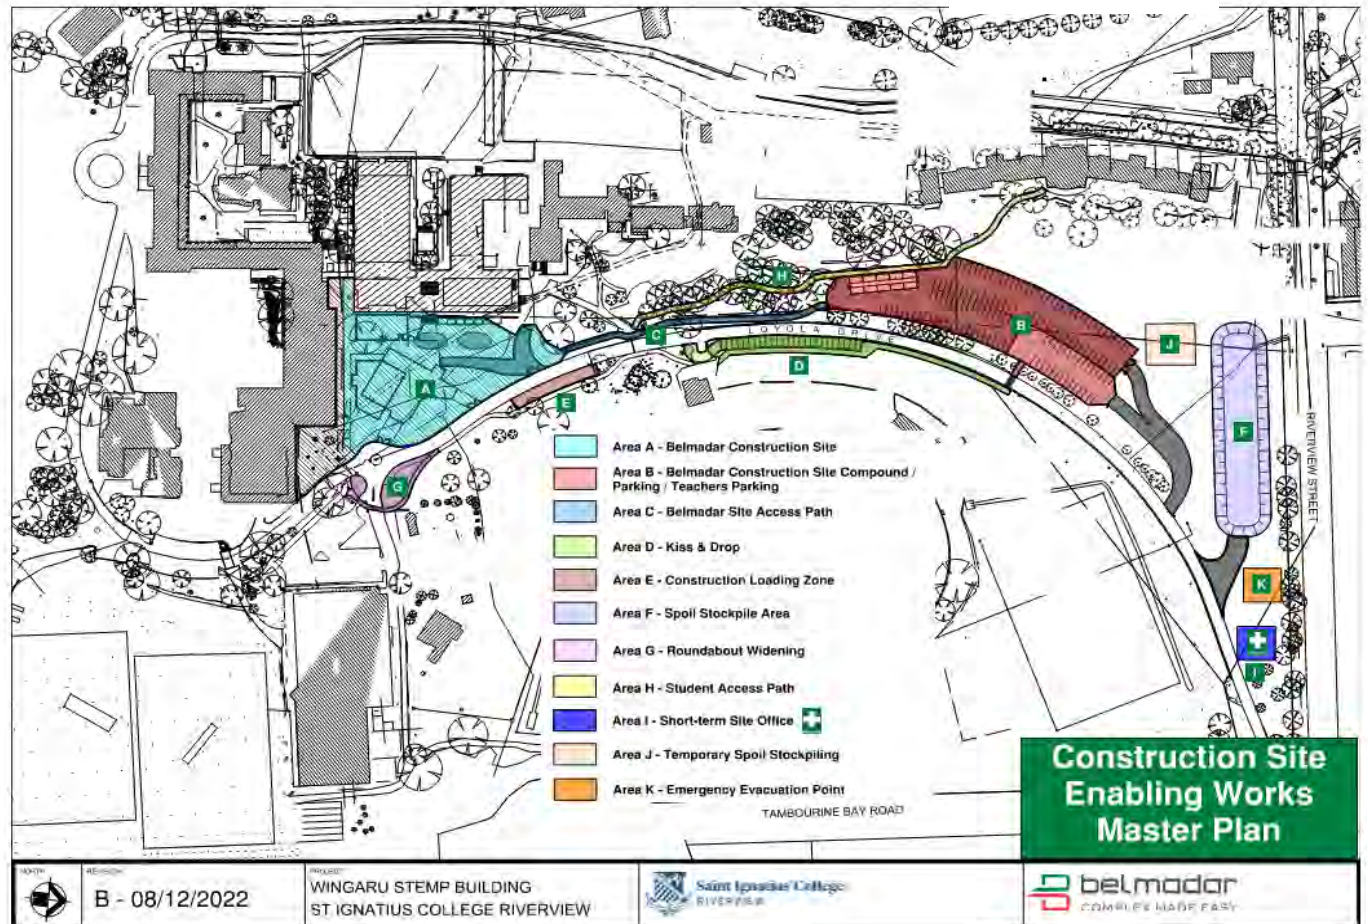 H
C
LOYOLA DRIVE
B
J
A
D
E
F
G
RIVERVIEW STREET
K
I
Area A - Belmadar Construction Site
Area B - Belmadar Construction Site Compound /
Parking / Teachers Parking
Area C - Belmadar Site Access Path
Area D - Kiss & Drop
Area E - Construction Loading Zone
Area F - Spoil Stockpile Area
Area G - Roundabout Widening
Area H - Student Access Path
Area I - Short-term Site Office
Area J - Temporary Spoil Stockpiling
Area K - Emergency Evacuation Point
TAMBOURINE BAY ROAD
Construction Site
Enabling Works
Master Plan
NORTH
REVISION
B - 08/12/2022
PROJECT
WINGARU STEMP BUILDING
ST IGNATIUS COLLEGE RIVERVIEW
Saint Ignatius' College
RIVERVIEW
belmadar
COMPLEX MADE EASY